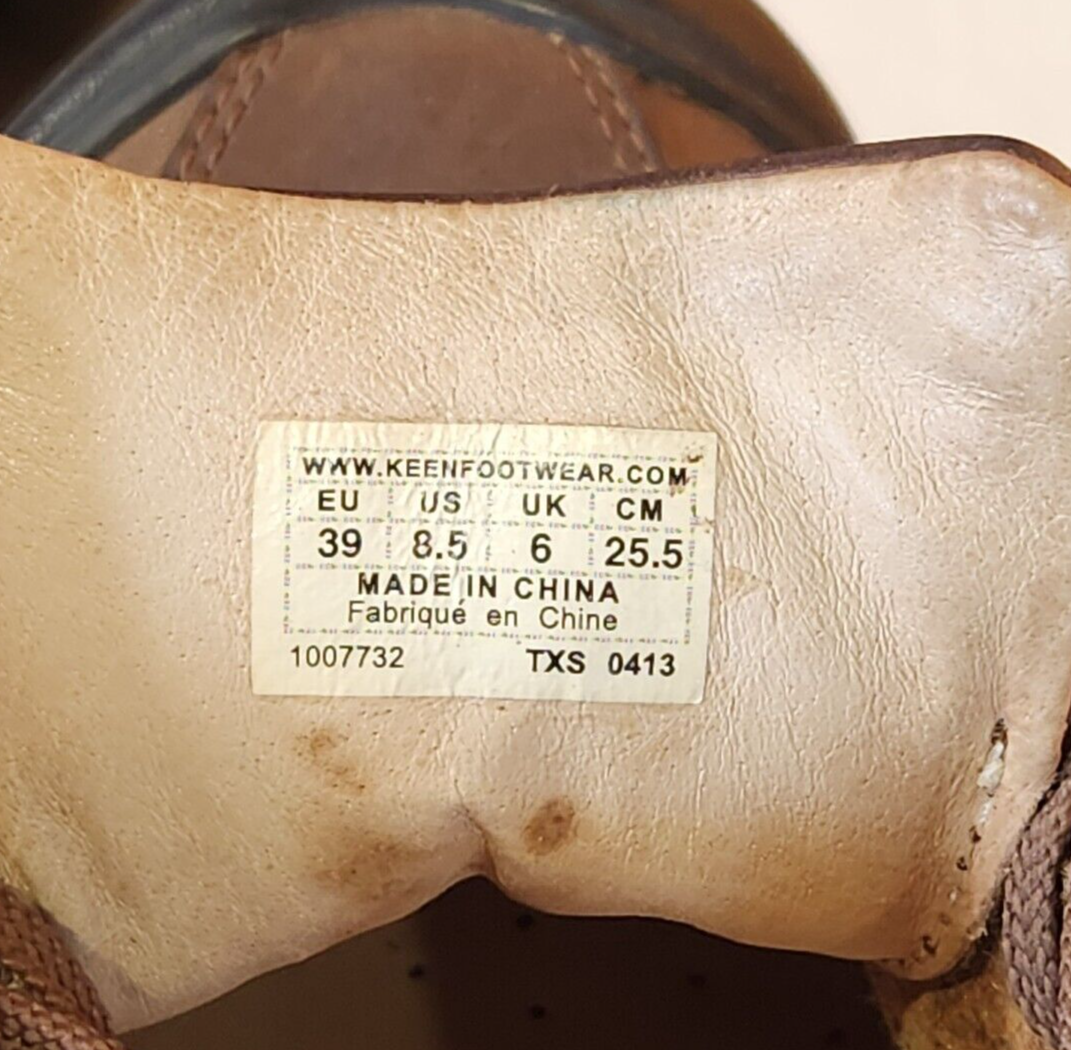 WWW.KEENFOOTWEAR.COM
EU US UK CM
39 8.5 6 25.5
MADE IN CHINA
Fabriqué en Chine
1007732 TXS 0413